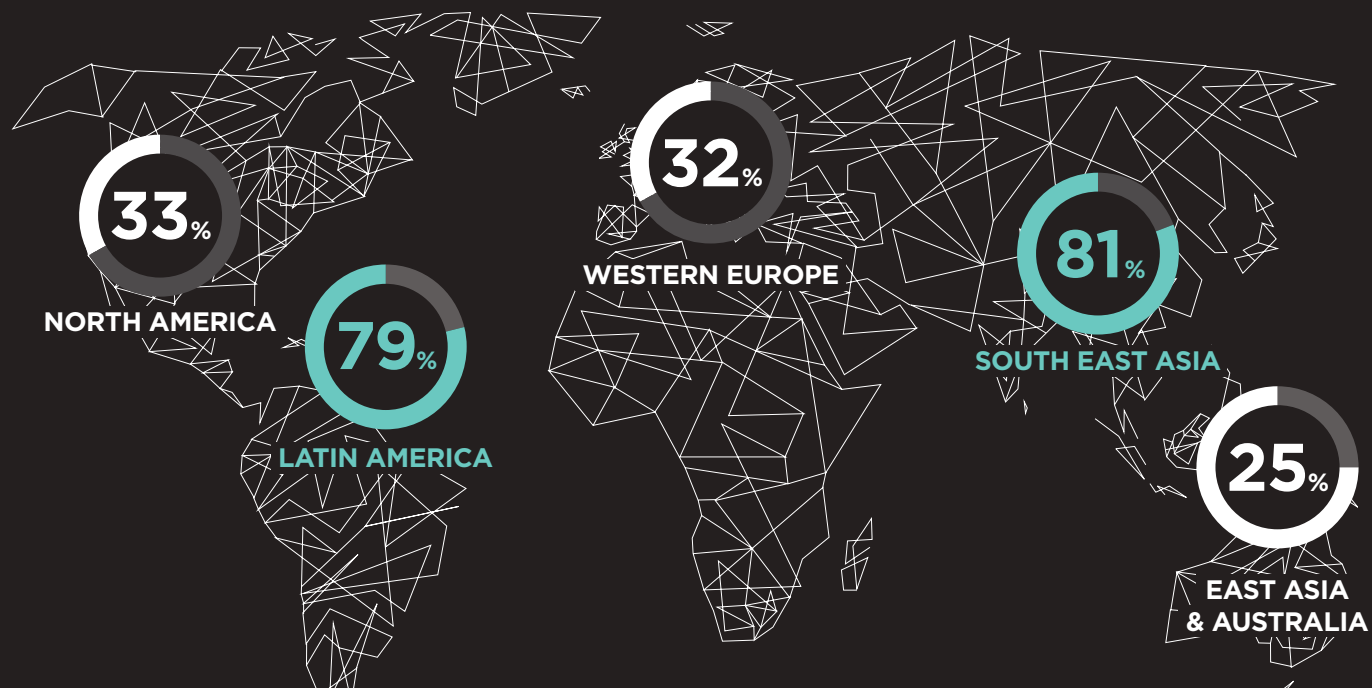 33%
NORTH AMERICA
79%
LATIN AMERICA
32%
WESTERN EUROPE
81%
SOUTH EAST ASIA
25%
EAST ASIA
& AUSTRALIA